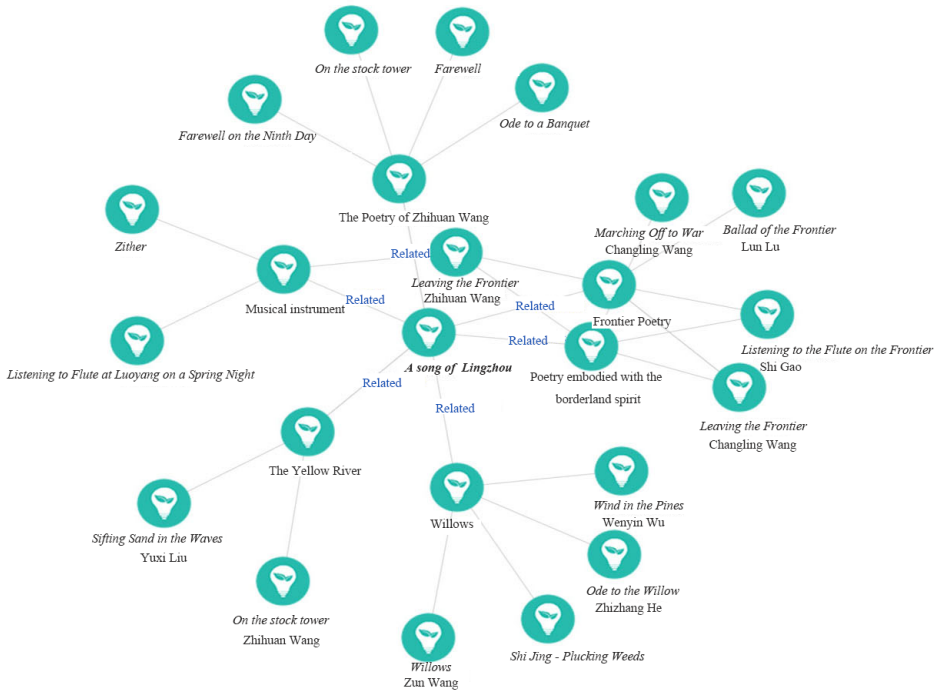 On the stock tower
Farewell
Ode to a Banquet
Farewell on the Ninth Day
The Poetry of Zhihuan Wang
Zither
Marching Off to War
Changling Wang
Ballad of the Frontier
Lun Lu
Related
Leaving the Frontier
Zhihuan Wang
Musical instrument
Related
Related
Frontier Poetry
Related
Listening to Flute at Luoyang on a Spring Night
A song of Lingzhou
Listening to the Flute on the Frontier
Shi Gao
Poetry embodied with the
borderland spirit
Related
Related
Leaving the Frontier
Changling Wang
The Yellow River
Willows
Wind in the Pines
Wenyin Wu
Sifting Sand in the Waves
Yuxi Liu
Ode to the Willow
Zhizhang He
On the stock tower
Zhihuan Wang
Shi Jing - Plucking Weeds
Willows
Zun Wang